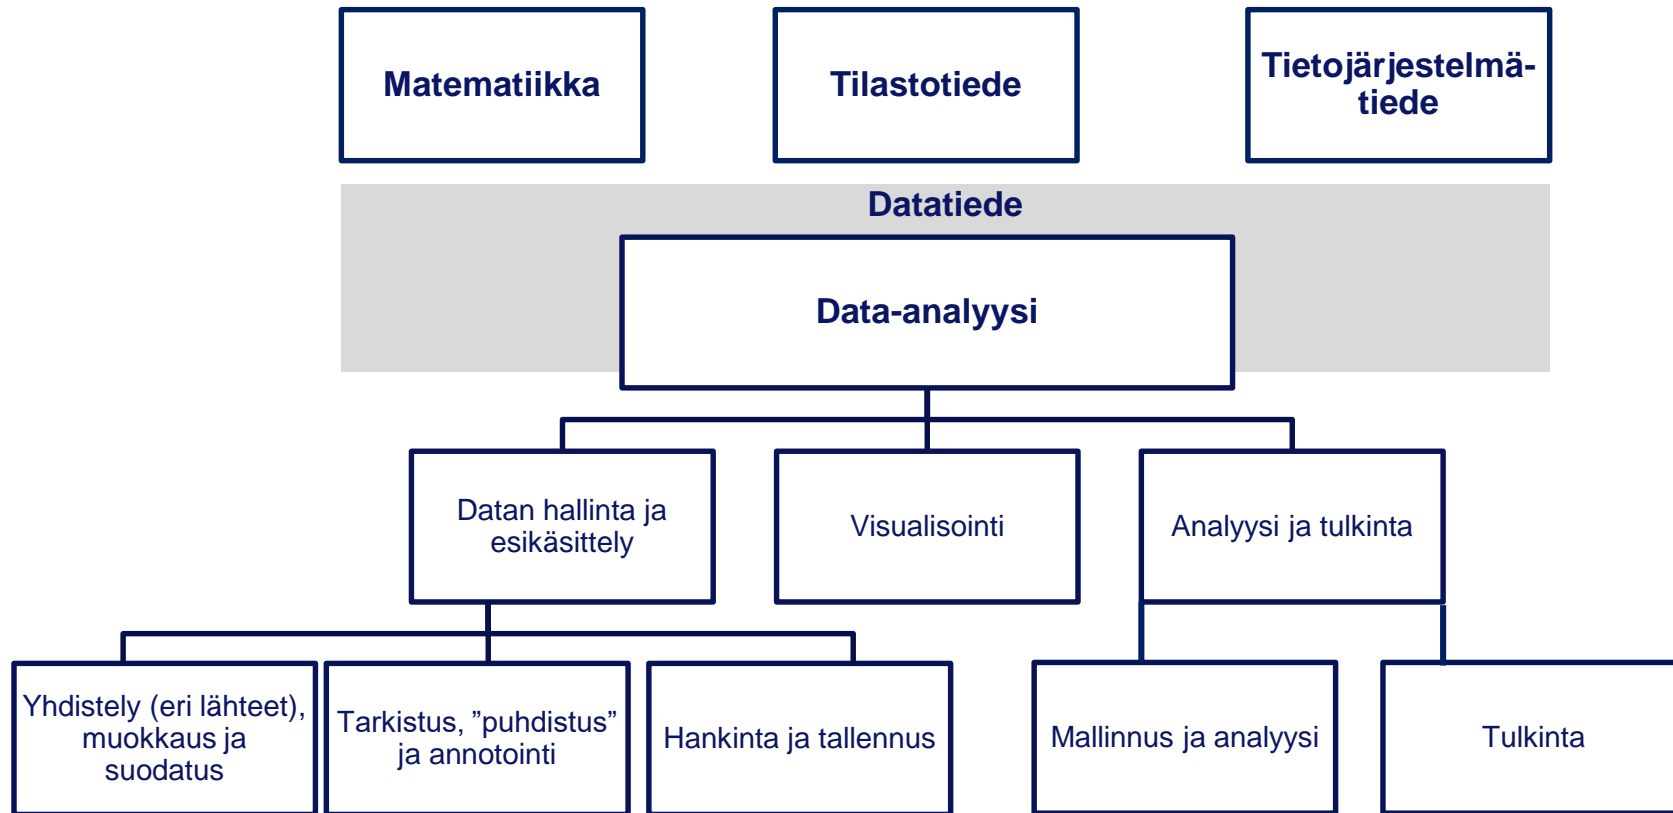 Matematiikka
Tilastotiede
Tietojärjestelmä-
tiede
Datatiede
Data-analyysi
Datan hallinta ja
esikäsittely
Visualisointi
Analyysi ja tulkinta
Yhdistely (eri lähteet),
muokkaus ja
suodatus
Tarkistus, ”puhdistus”
ja annotointi
Hankinta ja tallennus
Mallinnus ja analyysi
Tulkinta